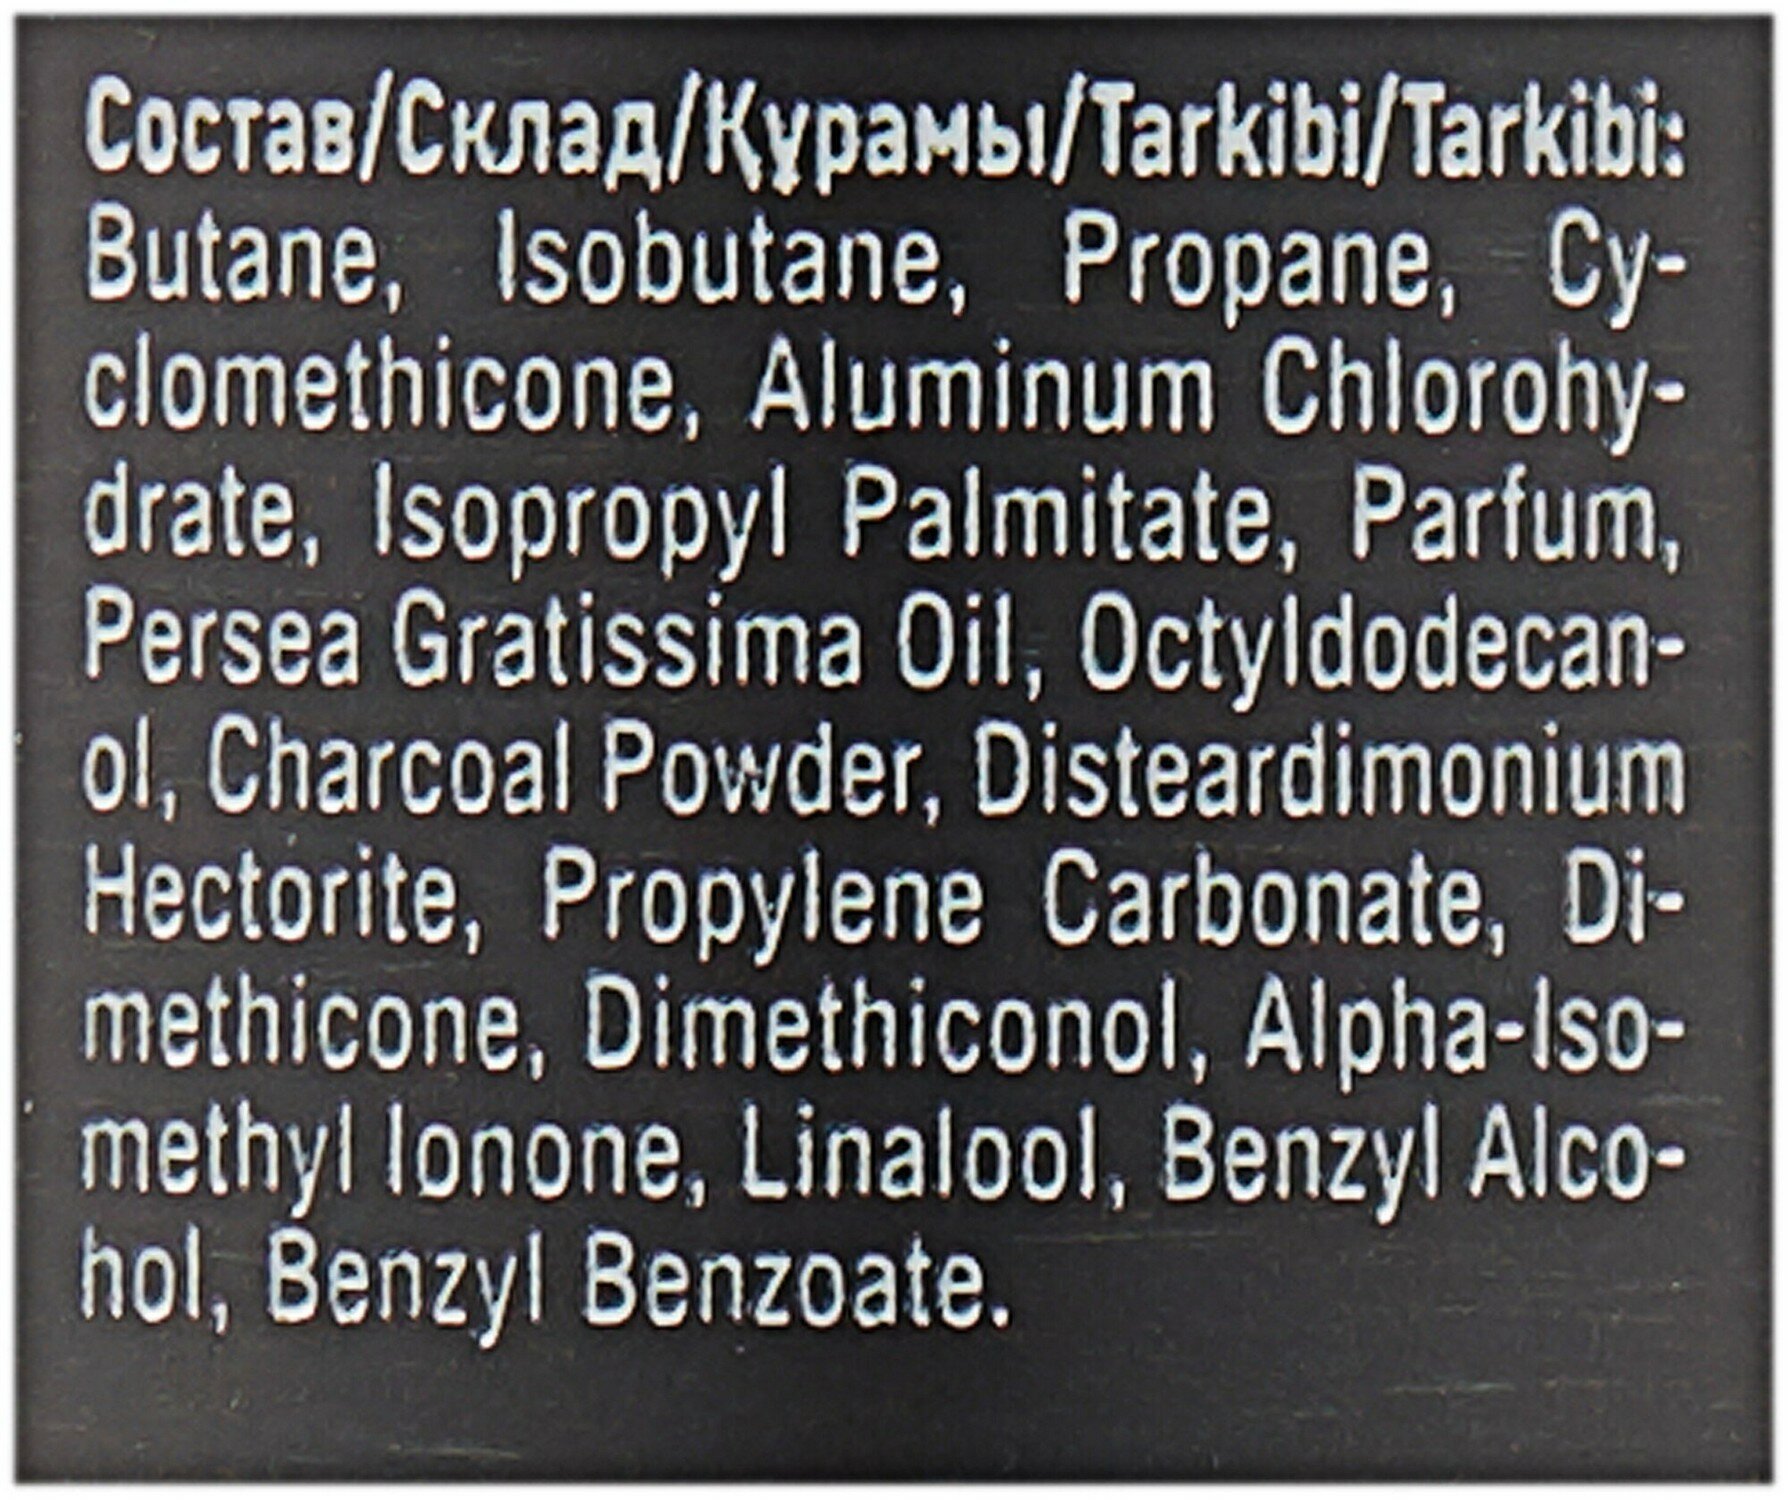 Состав/Склад/Құрамы/Tarkibi/Tarkibi:
Butane, Isobutane, Propane, Cy-
clomethicone, Aluminum Chlorohy-
drate, Isopropyl Palmitate, Parfum,
Persea Gratissima Oil, Octyldodecan-
ol, Charcoal Powder, Disteardimonium
Hectorite, Propylene Carbonate, Di-
methicone, Dimethiconol, Alpha-Iso-
methyl Ionone, Linalool, Benzyl Alco-
hol, Benzyl Benzoate.